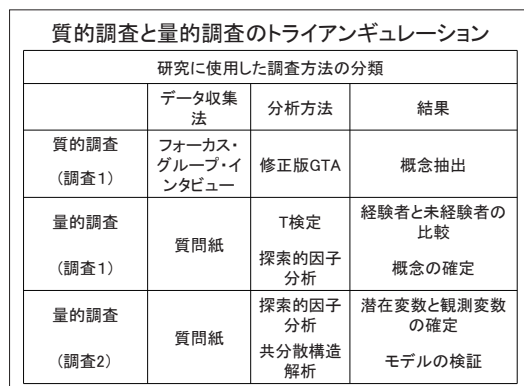 質的調査と量的調査のトライアンギュレーション
研究に使用した調査方法の分類
データ収集
法
分析方法
結果
質的調査
(調査1)
フォーカス・
グループ・イ
ンタビュー
修正版GTA
概念抽出
量的調査
(調査1)
質問紙
T検定
探索的因子
分析
経験者と未経験者の
比較
概念の確定
量的調査
(調査2)
質問紙
探索的因子
分析
共分散構造
解析
潜在変数と観測変数
の確定
モデルの検証